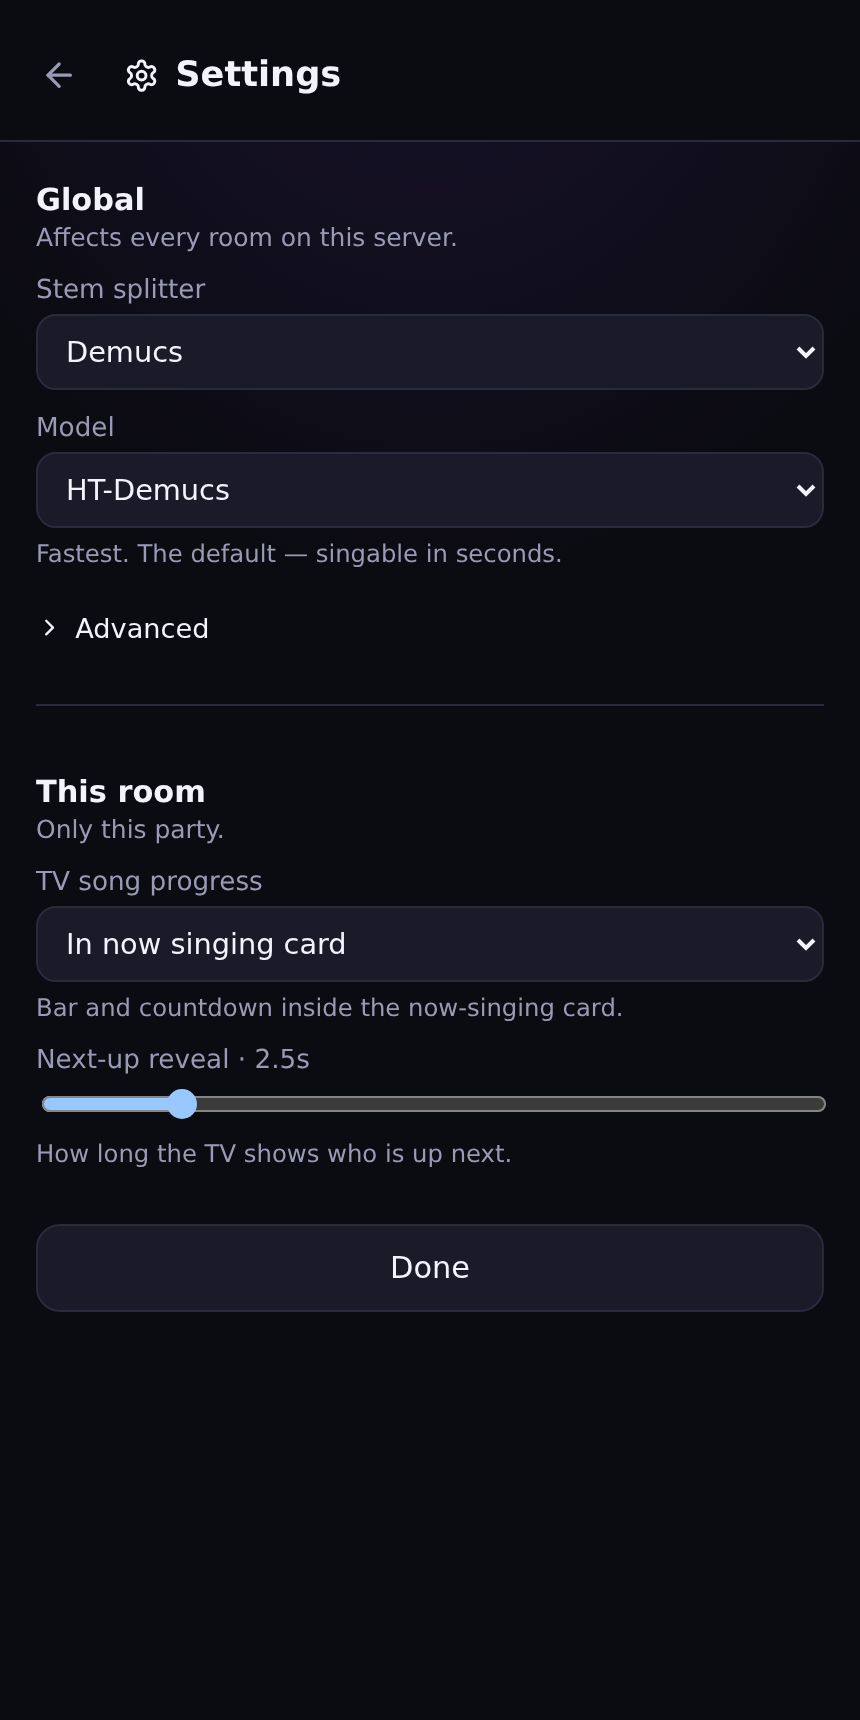 Settings
Global
Affects every room on this server.
Stem splitter
Demucs
Model
HT-Demucs
Fastest. The default — singable in seconds.
Advanced
This room
Only this party.
TV song progress
In now singing card
Bar and countdown inside the now-singing card.
Next-up reveal · 2.5s
How long the TV shows who is up next.
Done